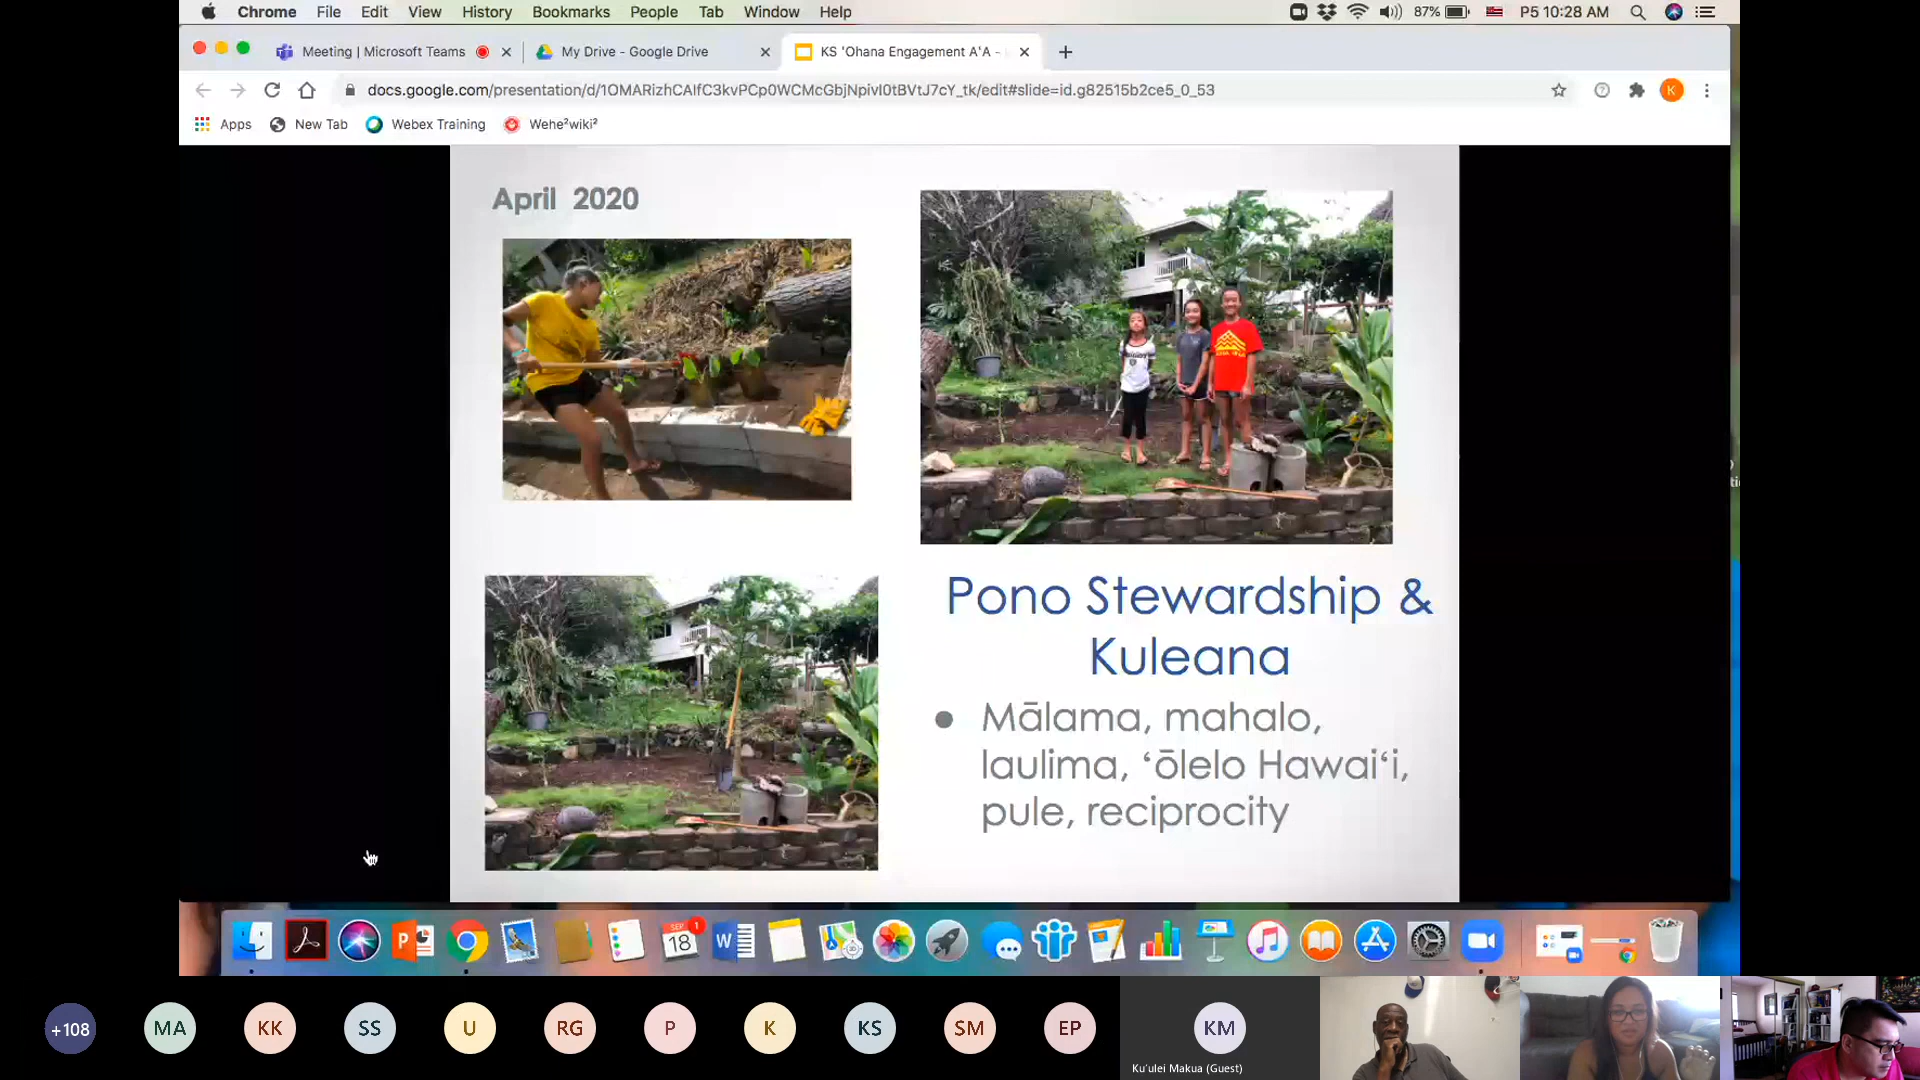 Chrome File Edit View History Bookmarks People Tab Window Help 87% P5 10:28 AM
Meeting | Microsoft Teams My Drive - Google Drive KS 'Ohana Engagement A'A -
docs.google.com/presentation/d/1OMARizhCAIfC3kvPCp0WCMcGbjNpivI0tBVtJ7cY_tk/edit#slide=id.g82515b2ce5_0_53 K
Apps New Tab Webex Training Wehe²wiki²
April 2020
Pono Stewardship &
Kuleana
● Mālama, mahalo,
laulima, ʻōlelo Hawaiʻi,
pule, reciprocity
SEP 1
18
+108 MA KK SS U RG P K KS SM EP KM
Ku'ulei Makua (Guest)